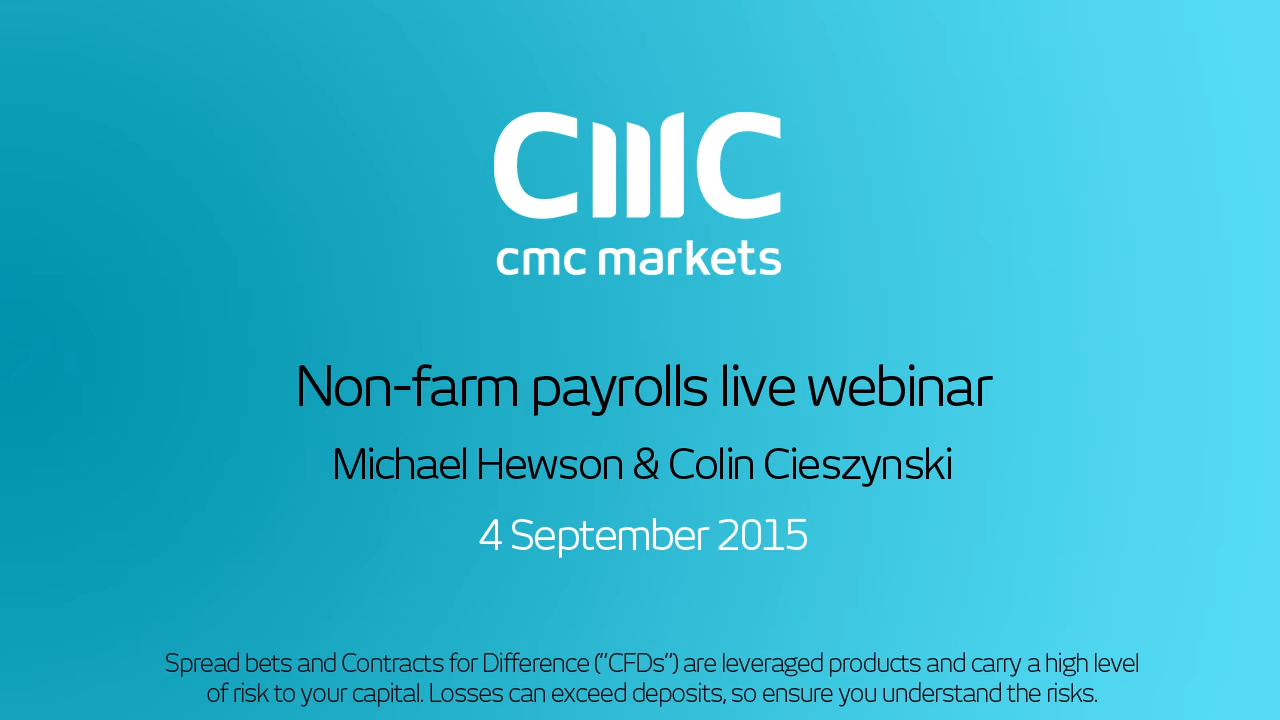 CMC
cmc markets
Non-farm payrolls live webinar
Michael Hewson & Colin Cieszynski
4 September 2015
Spread bets and Contracts for Difference (”CFDs”) are leveraged products and carry a high level
of risk to your capital. Losses can exceed deposits, so ensure you understand the risks.